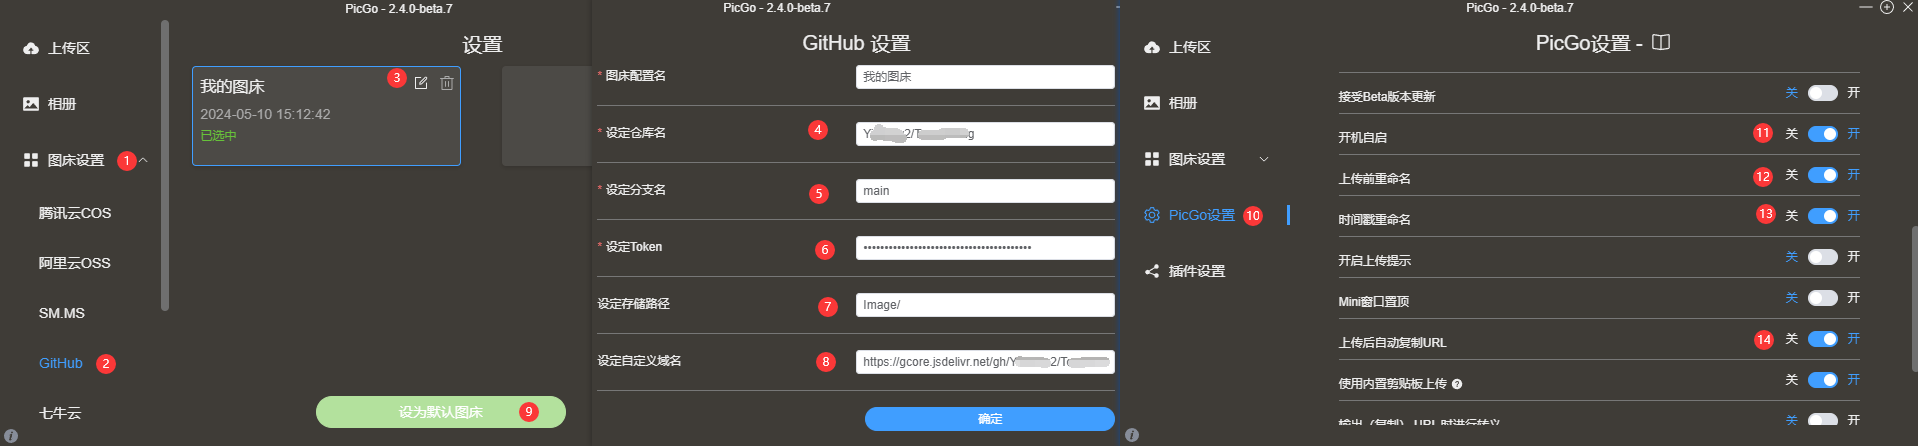 PicGo - 2.4.0-beta.7
上传区
相册
图床设置 1
腾讯云COS
阿里云OSS
SM.MS
GitHub 2
七牛云
设置
我的图床 3
2024-05-10 15:12:42
已选中
设为默认图床 9
PicGo - 2.4.0-beta.7
GitHub 设置
* 图床配置名 我的图床
* 设定仓库名 4 Y 2/T g
* 设定分支名 5 main
* 设定Token 6 ••••••••••••••••••••••••••••••••••••••••
设定存储路径 7 Image/
设定自定义域名 8 https://gcore.jsdelivr.net/gh/Y 2/T
确定
PicGo - 2.4.0-beta.7
上传区
相册
图床设置
PicGo设置 10
插件设置
PicGo设置 -
接受Beta版本更新 关 开
开机自启 11 关 开
上传前重命名 12 关 开
时间戳重命名 13 关 开
开启上传提示 关 开
Mini窗口置顶 关 开
上传后自动复制URL 14 关 开
使用内置剪贴板上传 ? 关 开
输出（复制） URL时进行转义 关 开